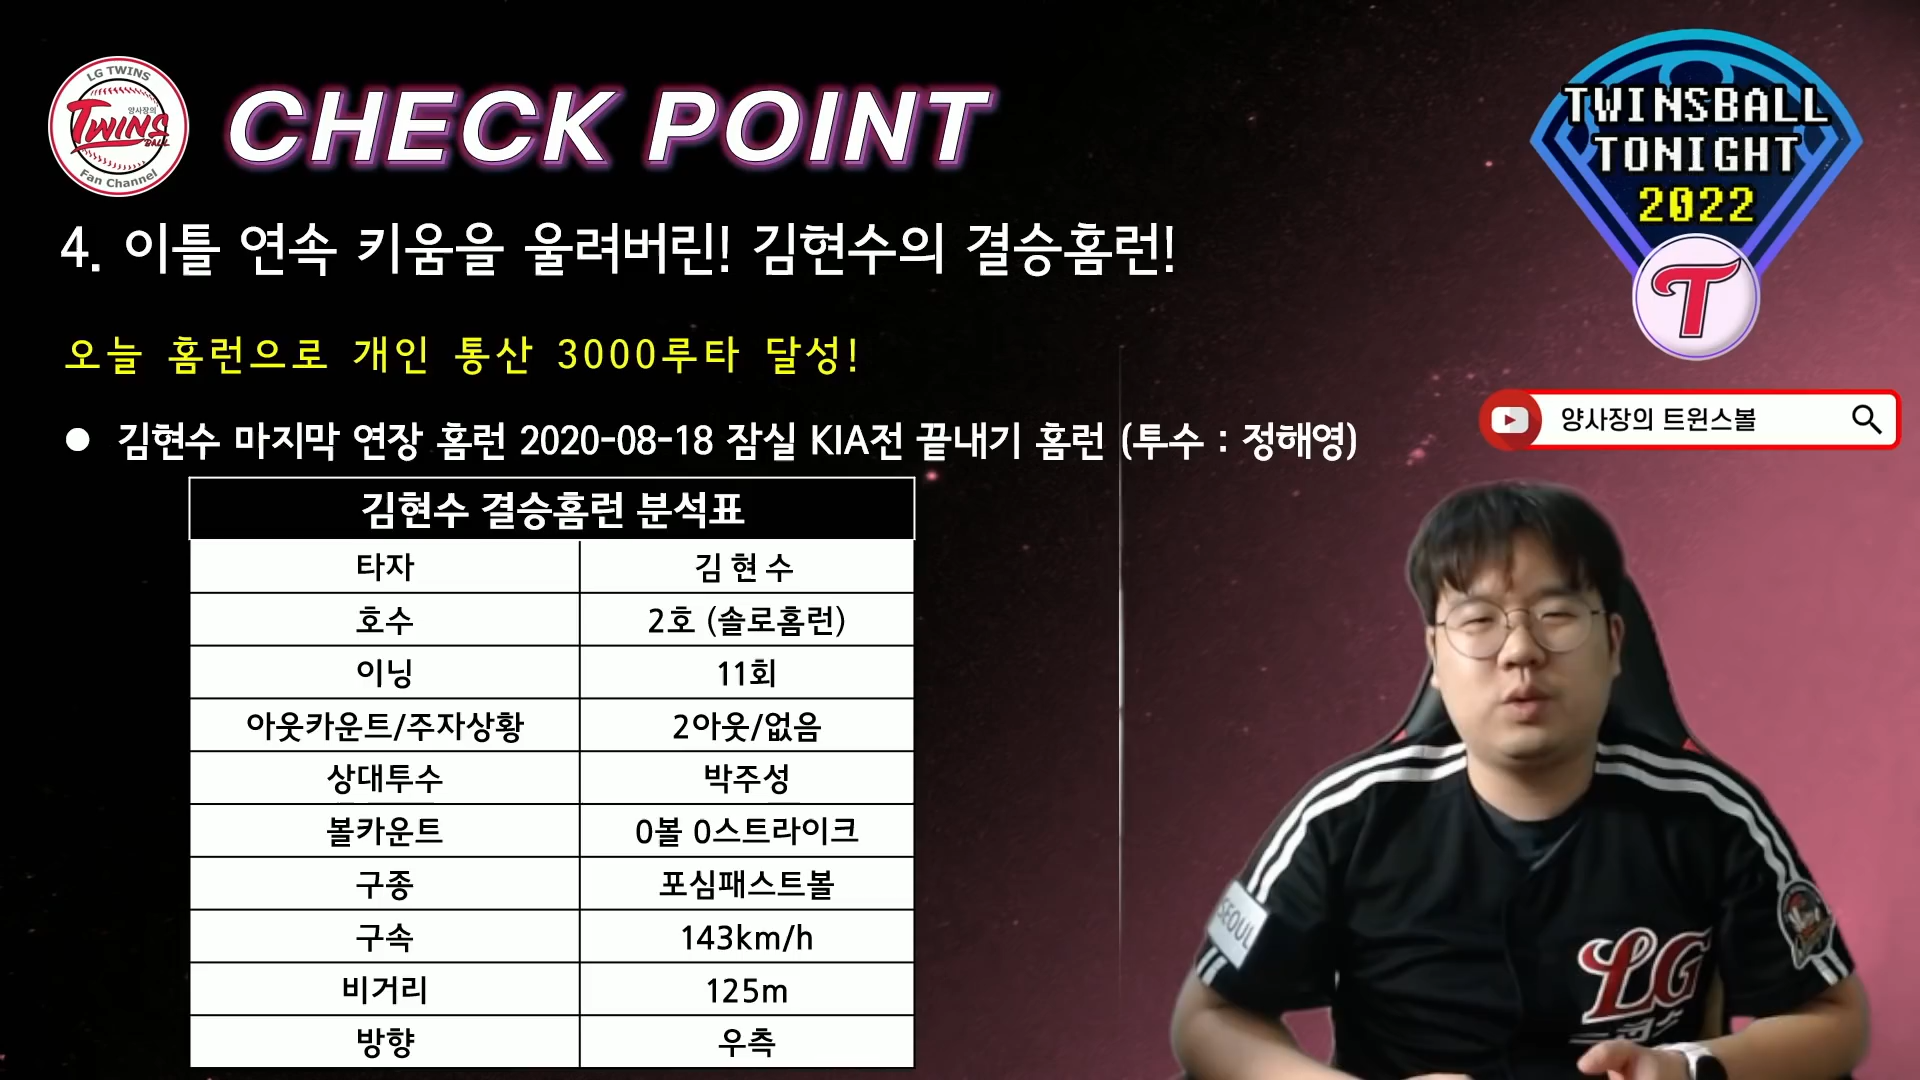 LG TWINS
양사장의
TWINS
BALL
Fan Channel
CHECK POINT
TWINSBALL
TONIGHT
2022
T
4. 이틀 연속 키움을 울려버린! 김현수의 결승홈런!
오늘 홈런으로 개인 통산 3000루타 달성!
양사장의 트윈스볼
● 김현수 마지막 연장 홈런 2020-08-18 잠실 KIA전 끝내기 홈런 (투수 : 정해영)
김현수 결승홈런 분석표
타자 김 현 수
호수 2호 (솔로홈런)
이닝 11회
아웃카운트/주자상황 2아웃/없음
상대투수 박주성
볼카운트 0볼 0스트라이크
구종 포심패스트볼
구속 143km/h
비거리 125m
방향 우측
SEOUL
LG